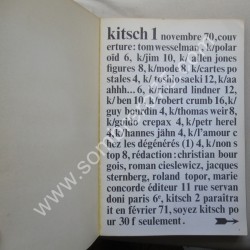 kitsch 1 novembre 70, couv
erture: tom wesselman, k/polar
oid 6, k/jim 10, k/ allen jones
figures 8, k/mode 8, k/cartes po
stales 4, k/ toshio saeki 12, k/aa
ahhh... 6, k/richard lindner 12,
k/ben 10, k/robert crumb 16, k/
guy bourdin 4, k/thomas weir 8,
k/guido crepax 4, k/petr herel
4, k/hannes jähn 4, k/l'amour c
hez les dégénérés (1) 4, k/non s
top 8, rédaction: christian bour
gois, roman cieslewicz, jacques
sternberg, roland topor, marie
concorde éditeur 11 rue servan
doni paris 6e, kitsch 2 paraitra
it en février 71, soyez kitsch po
ur 30 f seulement.